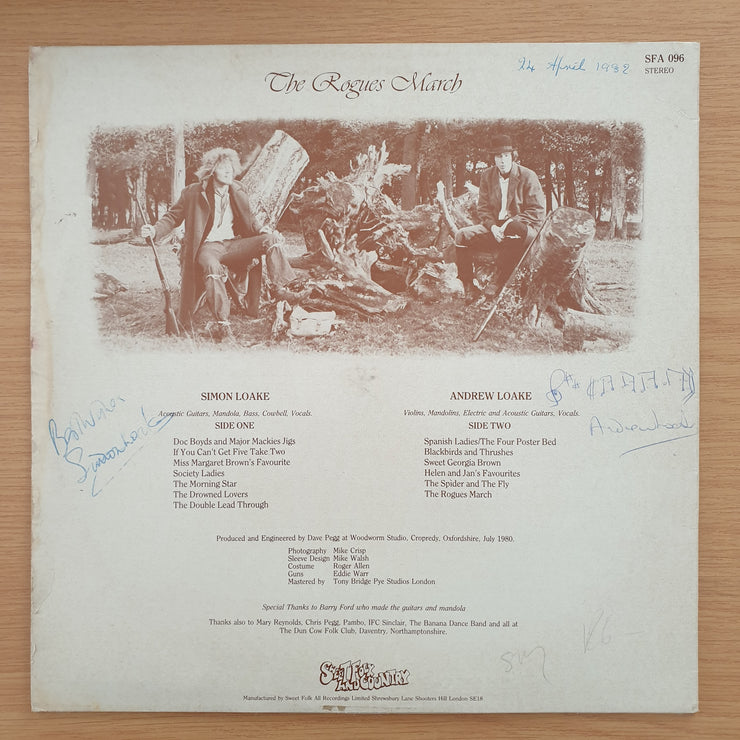 24 April 1982
SFA 096
STEREO
The Rogues March
SIMON LOAKE
Acoustic Guitars, Mandola, Bass, Cowbell, Vocals.
SIDE ONE
Doc Boyds and Major Mackies Jigs
If You Can't Get Five Take Two
Miss Margaret Brown's Favourite
Society Ladies
The Morning Star
The Drowned Lovers
The Double Lead Through
Best Wishes
Simon Loake
ANDREW LOAKE
Violins, Mandolins, Electric and Acoustic Guitars, Vocals.
SIDE TWO
Spanish Ladies/The Four Poster Bed
Blackbirds and Thrushes
Sweet Georgia Brown
Helen and Jan's Favourites
The Spider and The Fly
The Rogues March
Andrew Loake
Produced and Engineered by Dave Pegg at Woodworm Studio, Cropredy, Oxfordshire, July 1980.
Photography Mike Crisp
Sleeve Design Mike Walsh
Costume Roger Allen
Guns Eddie Warr
Mastered by Tony Bridge Pye Studios London
Special Thanks to Barry Ford who made the guitars and mandola
Thanks also to Mary Reynolds, Chris Pegg, Pambo, IFC Sinclair, The Banana Dance Band and all at
The Dun Cow Folk Club, Daventry, Northamptonshire.
SWEET FOLK
AND COUNTRY
Manufactured by Sweet Folk All Recordings Limited Shrewsbury Lane Shooters Hill London SE18